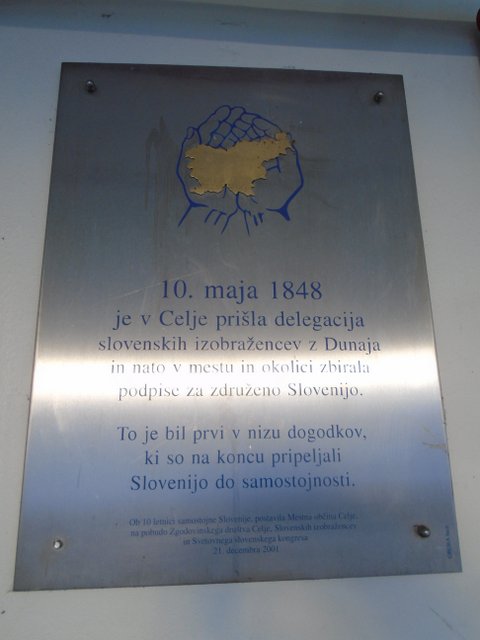 10. maja 1848
je v Celje prišla delegacija
slovenskih izobražencev z Dunaja
in nato v mestu in okolici zbirala
podpise za združeno Slovenijo.
To je bil prvi v nizu dogodkov,
ki so na koncu pripeljali
Slovenijo do samostojnosti.
Ob 10 letnici samostojne Slovenije, postavila Mestna občina Celje,
na pobudo Zgodovinskega društva Celje, Slovenskih izobražencev
in Svetovnega slovenskega kongresa
21. decembra 2001